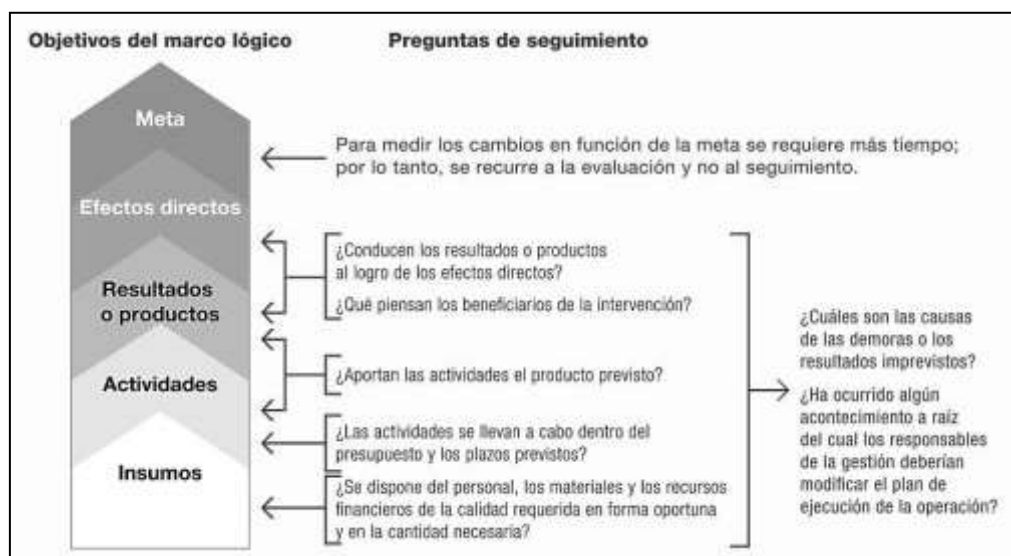 Objetivos del marco lógico
Preguntas de seguimiento
Meta
Para medir los cambios en función de la meta se requiere más tiempo;
por lo tanto, se recurre a la evaluación y no al seguimiento.
Efectos directos
¿Conducen los resultados o productos
al logro de los efectos directos?
¿Qué piensan los beneficiarios de la intervención?
Resultados
o productos
¿Aportan las actividades el producto previsto?
Actividades
¿Las actividades se llevan a cabo dentro del
presupuesto y los plazos previstos?
Insumos
¿Se dispone del personal, los materiales y los recursos
financieros de la calidad requerida en forma oportuna
y en la cantidad necesaria?
¿Cuáles son las causas
de las demoras o los
resultados imprevistos?
¿Ha ocurrido algún
acontecimiento a raíz
del cual los responsables
de la gestión deberían
modificar el plan de
ejecución de la operación?